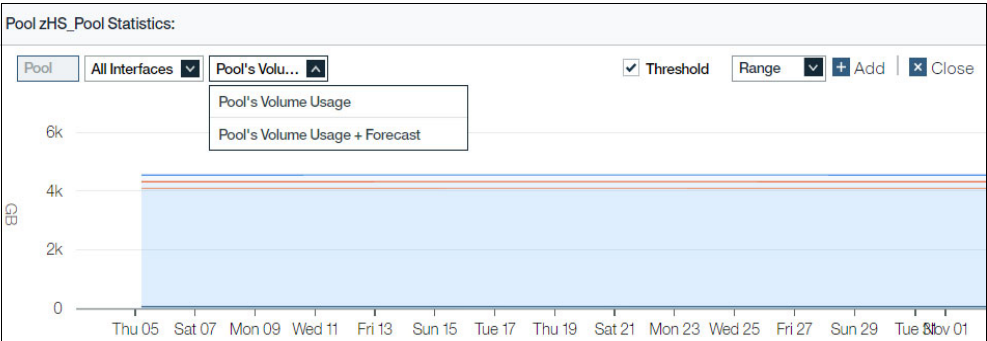 Pool zHS_Pool Statistics:
Pool All Interfaces Pool's Volu... Threshold Range Add Close
Pool's Volume Usage
Pool's Volume Usage + Forecast
6k
4k
GB
2k
0
Thu 05 Sat 07 Mon 09 Wed 11 Fri 13 Sun 15 Tue 17 Thu 19 Sat 21 Mon 23 Wed 25 Fri 27 Sun 29 Tue Nov 01